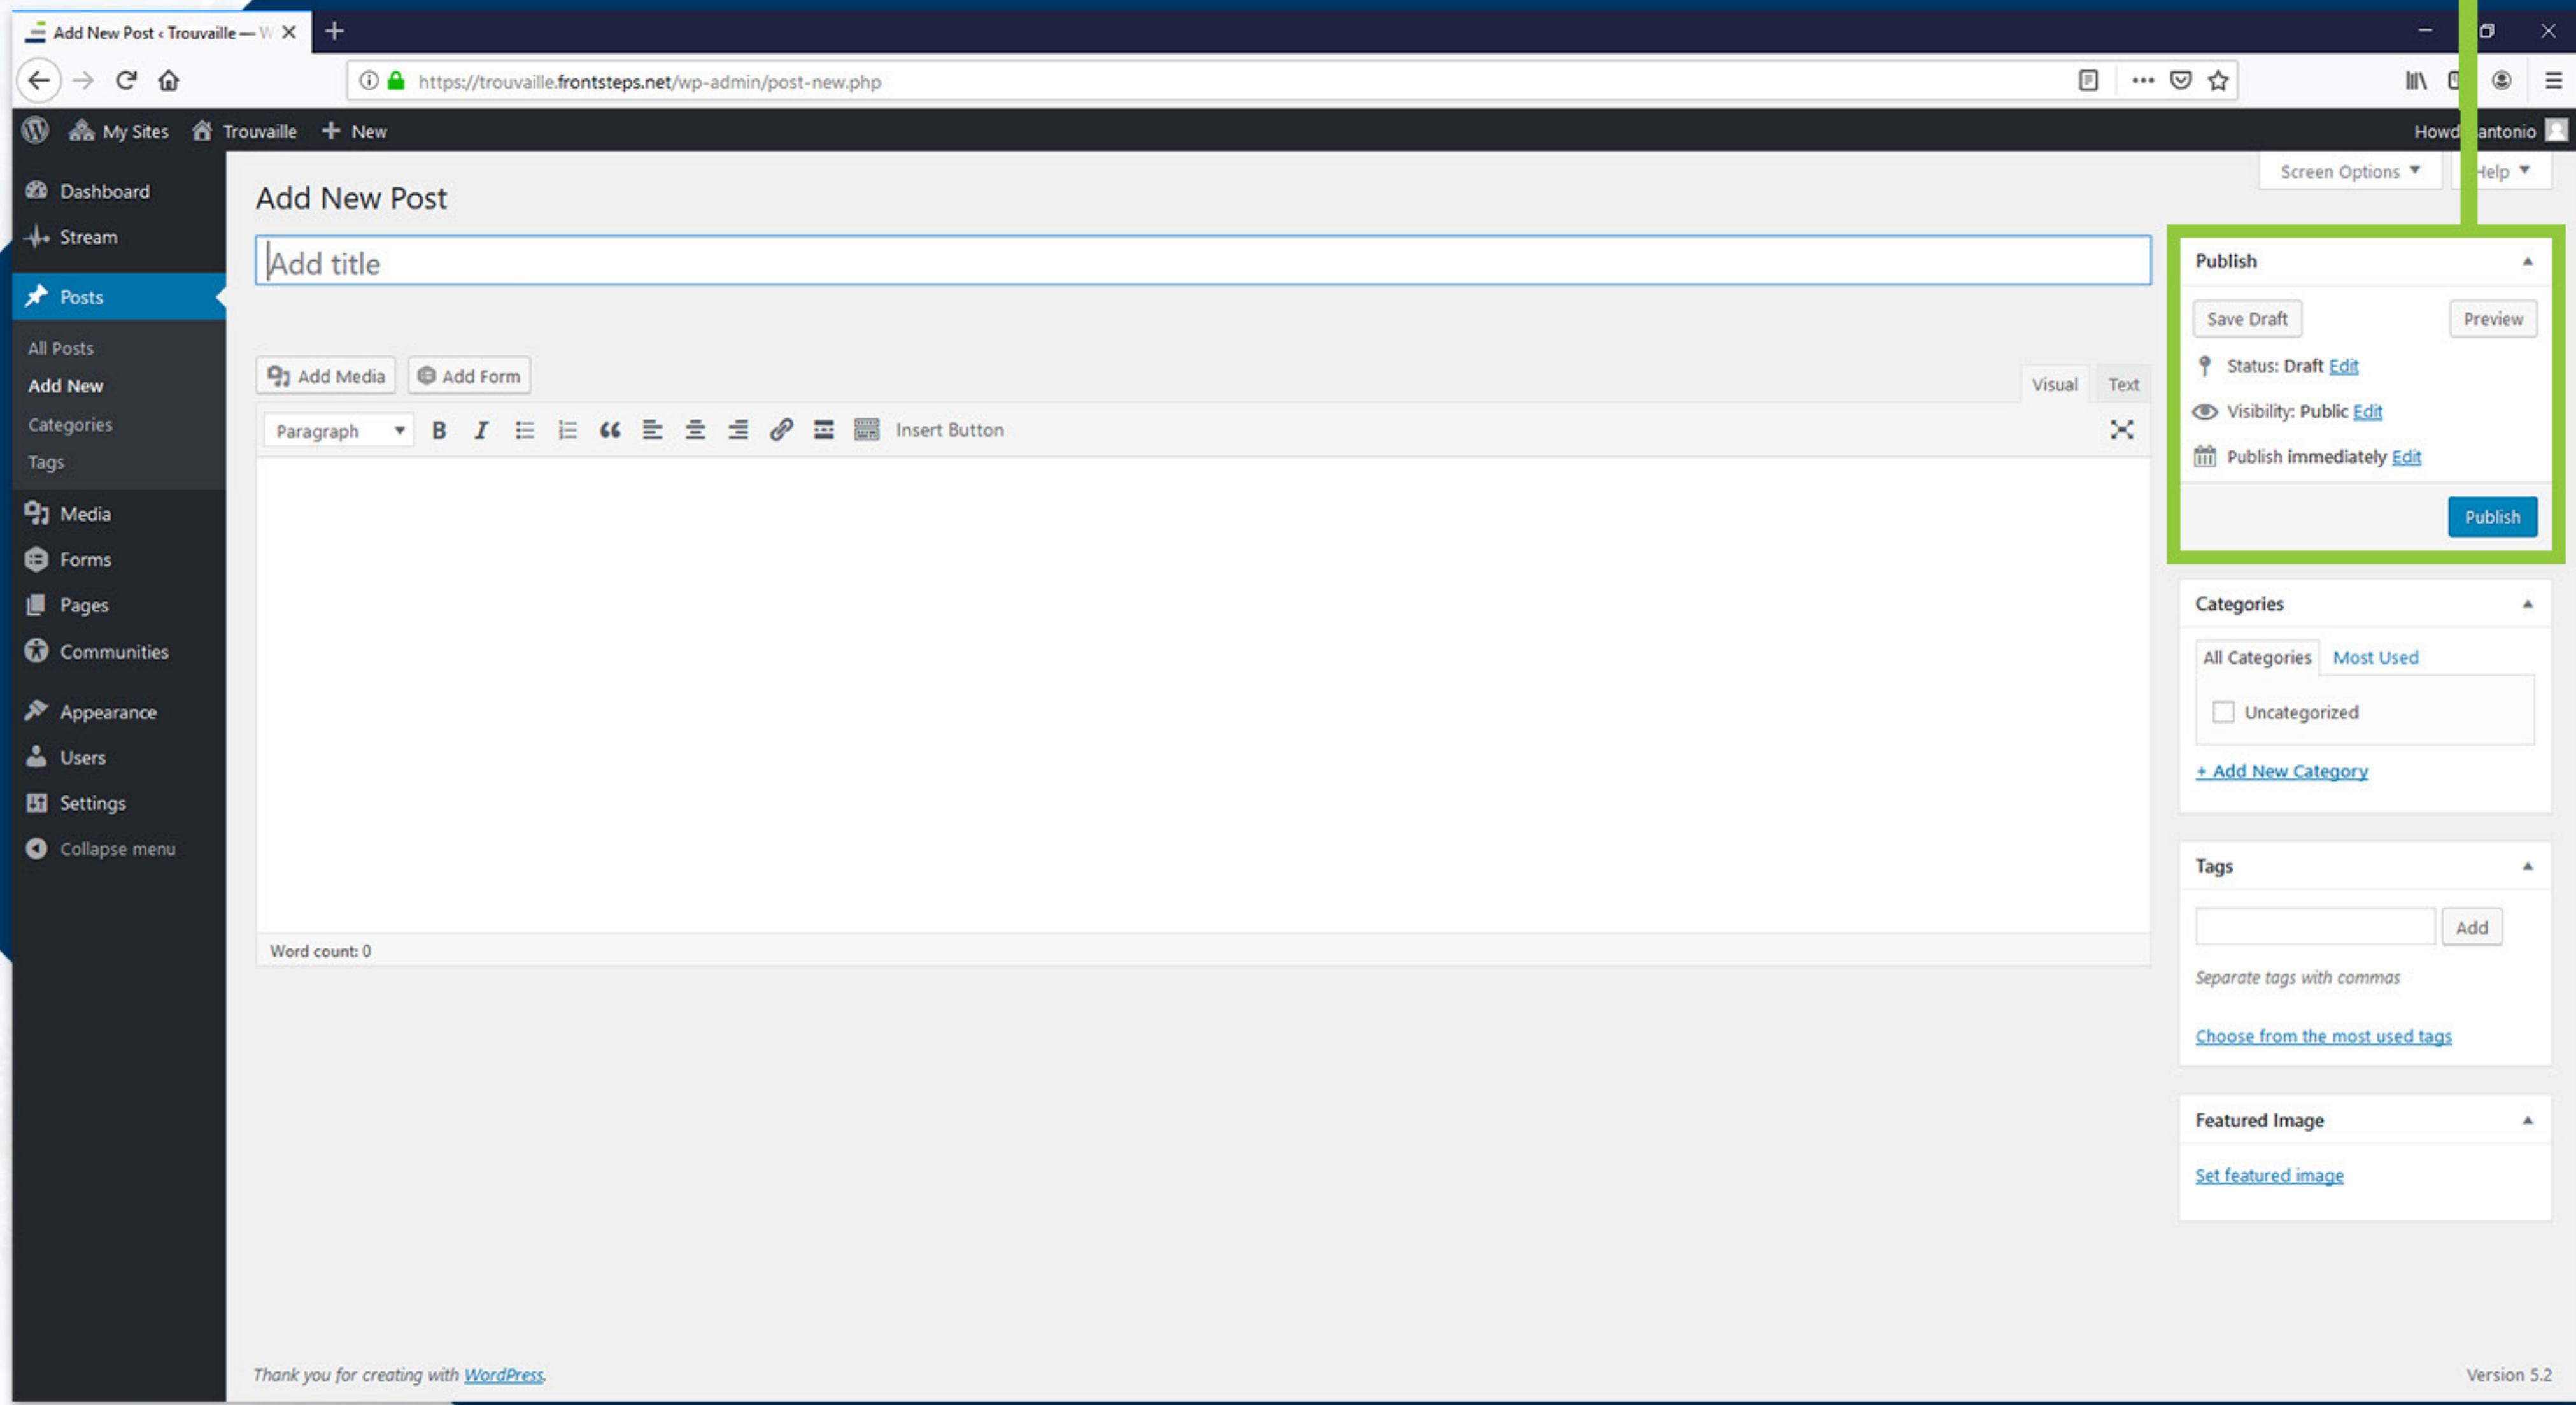 Add New Post ‹ Trouvaille — W
https://trouvaille.frontsteps.net/wp-admin/post-new.php
My Sites Trouvaille + New
Howd antonio
Screen Options Help
Dashboard
Stream
Posts
All Posts
Add New
Categories
Tags
Media
Forms
Pages
Communities
Appearance
Users
Settings
Collapse menu
Add New Post
Add title
Add Media Add Form
Visual Text
Paragraph B I Insert Button
Word count: 0
Publish
Save Draft Preview
Status: Draft Edit
Visibility: Public Edit
Publish immediately Edit
Publish
Categories
All Categories Most Used
Uncategorized
+ Add New Category
Tags
Add
Separate tags with commas
Choose from the most used tags
Featured Image
Set featured image
Thank you for creating with WordPress.
Version 5.2